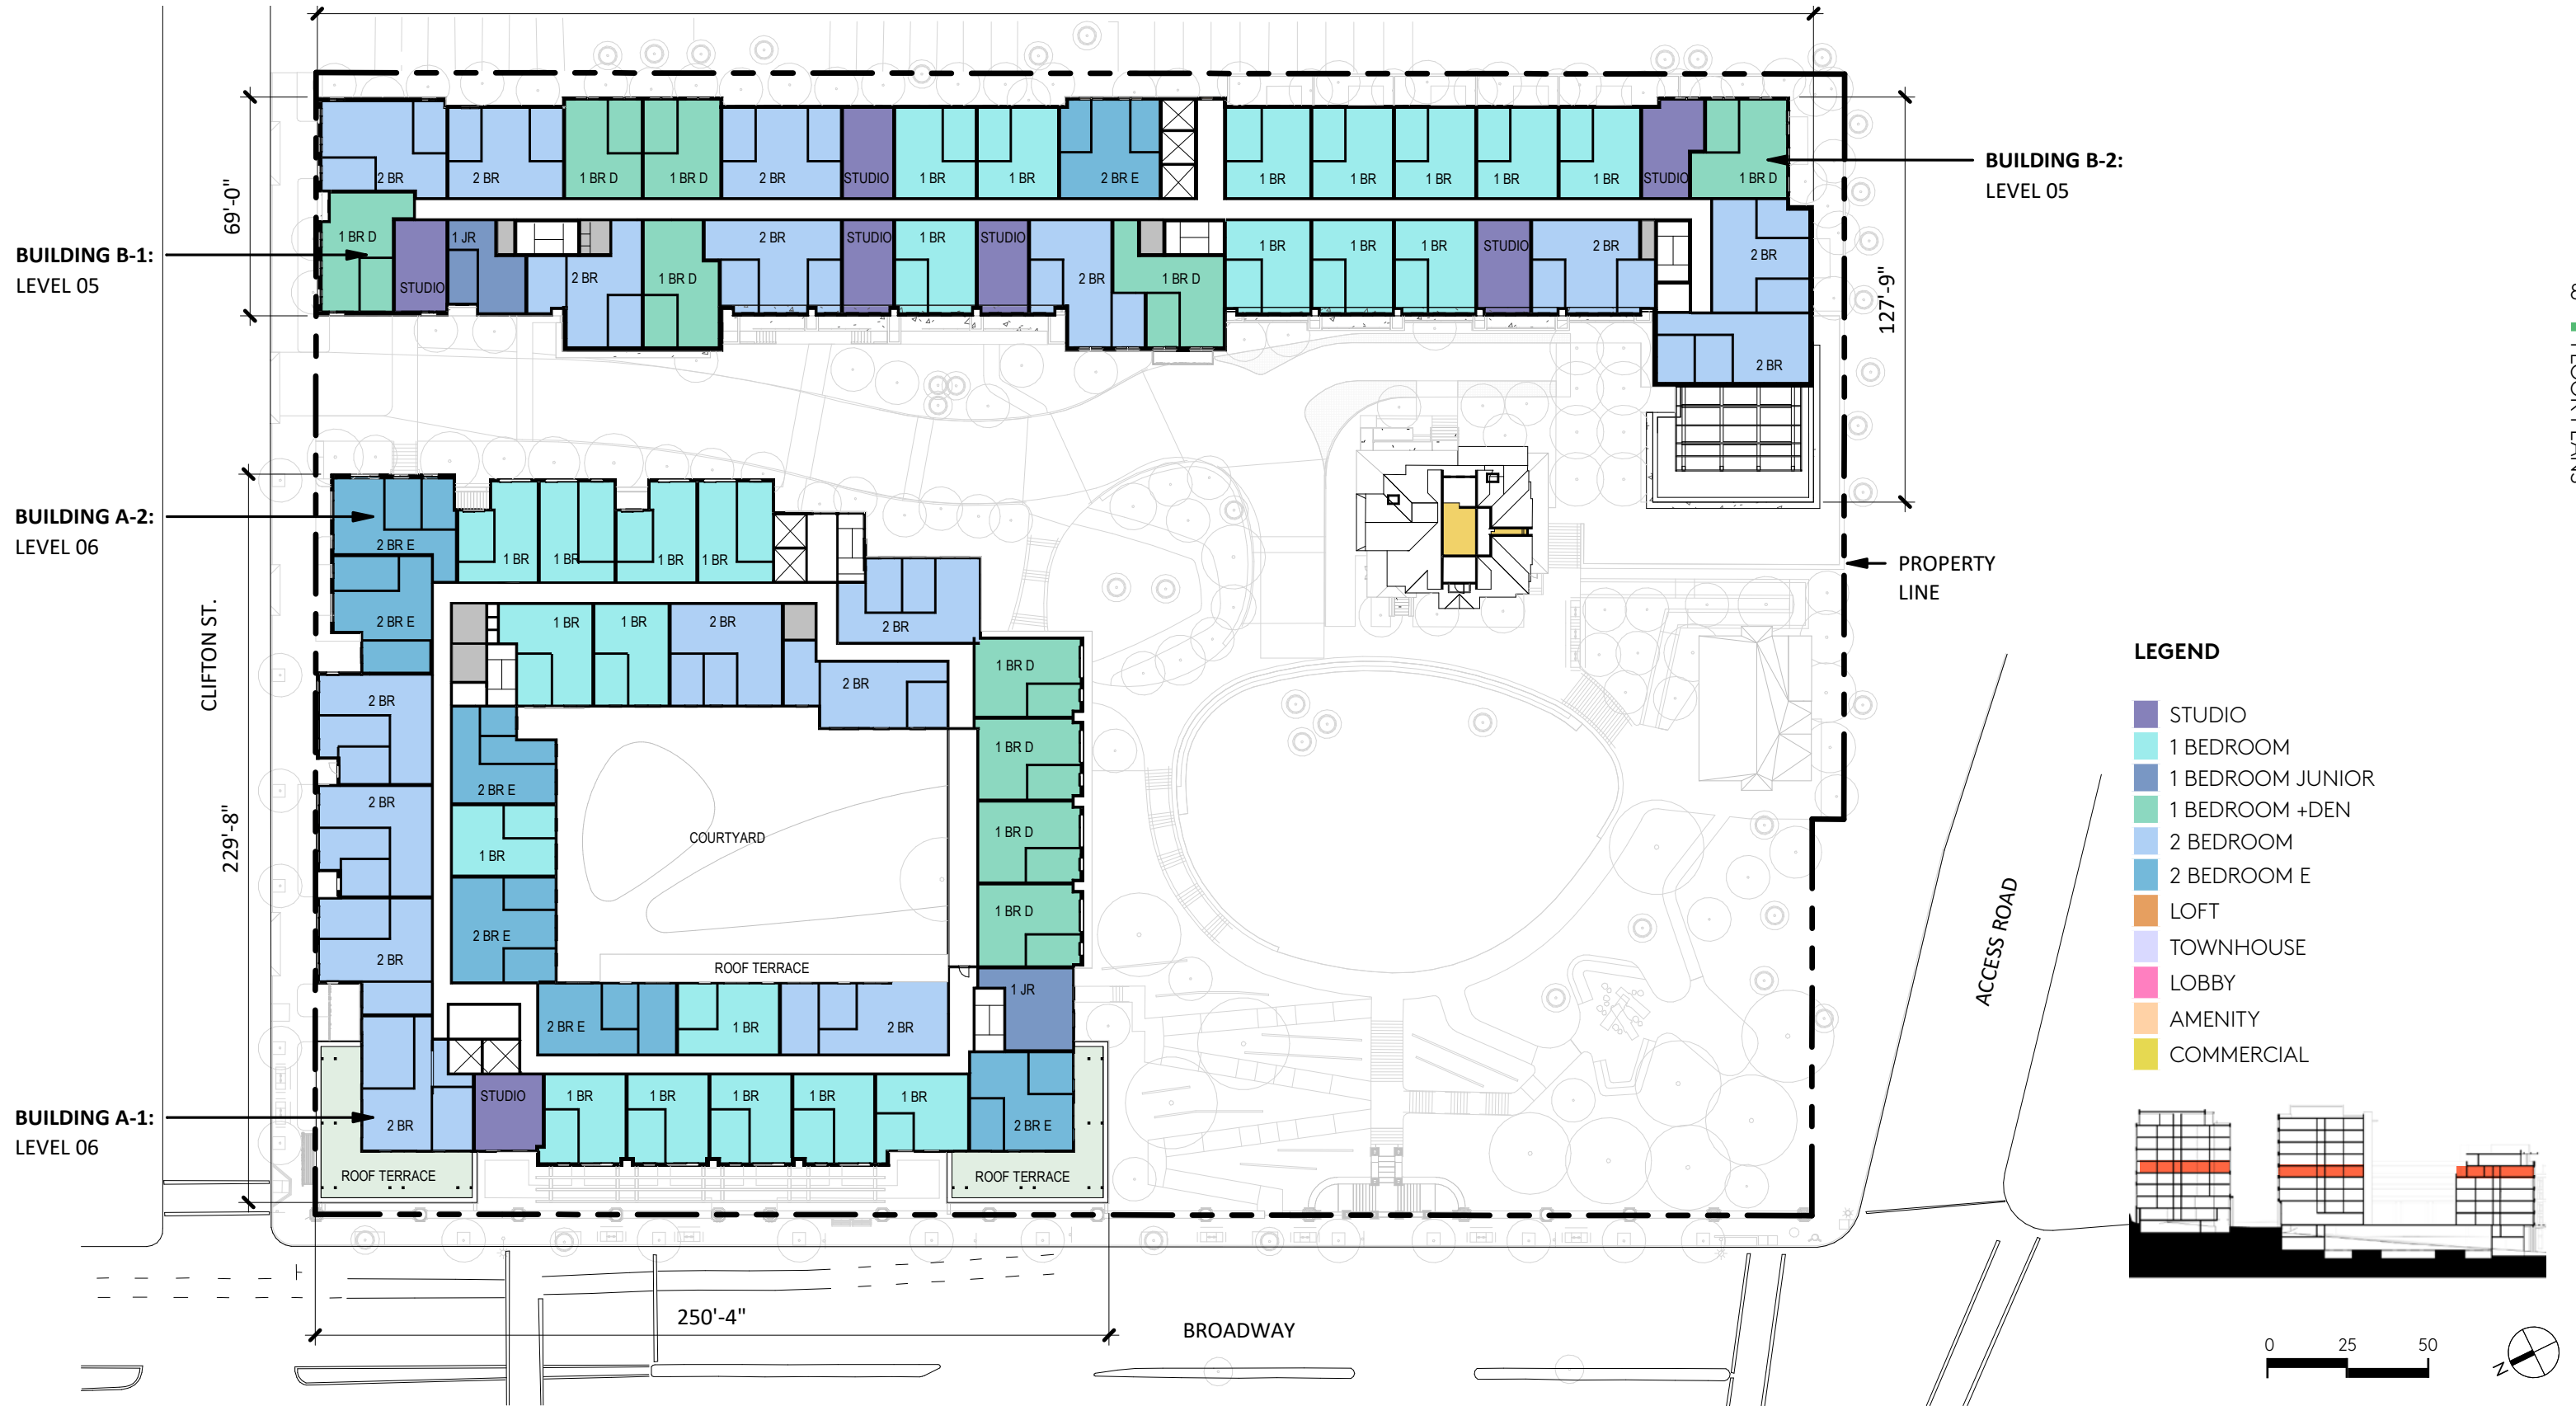 2 BR
2 BR
1 BR D
1 BR D
2 BR
STUDIO
1 BR
1 BR
2 BR E
1 BR
1 BR
1 BR
1 BR
1 BR
STUDIO
1 BR D
BUILDING B-2:
LEVEL 05
69'-0"
BUILDING B-1:
LEVEL 05
1 BR D
STUDIO
1 JR
2 BR
1 BR D
2 BR
STUDIO
1 BR
STUDIO
2 BR
1 BR D
1 BR
1 BR
1 BR
STUDIO
2 BR
2 BR
2 BR
127'-9"
BUILDING A-2:
LEVEL 06
2 BR E
1 BR
1 BR
1 BR
1 BR
2 BR E
1 BR
1 BR
2 BR
2 BR
2 BR
PROPERTY
LINE
CLIFTON ST.
229'-8"
2 BR
2 BR
2 BR
2 BR E
1 BR
2 BR E
COURTYARD
ROOF TERRACE
1 BR D
1 BR D
1 BR D
1 BR D
1 JR
2 BR E
1 BR
2 BR
BUILDING A-1:
LEVEL 06
2 BR
STUDIO
1 BR
1 BR
1 BR
1 BR
1 BR
2 BR E
ROOF TERRACE
ROOF TERRACE
250'-4"
BROADWAY
ACCESS ROAD
LEGEND
STUDIO
1 BEDROOM
1 BEDROOM JUNIOR
1 BEDROOM +DEN
2 BEDROOM
2 BEDROOM E
LOFT
TOWNHOUSE
LOBBY
AMENITY
COMMERCIAL
0 25 50
N